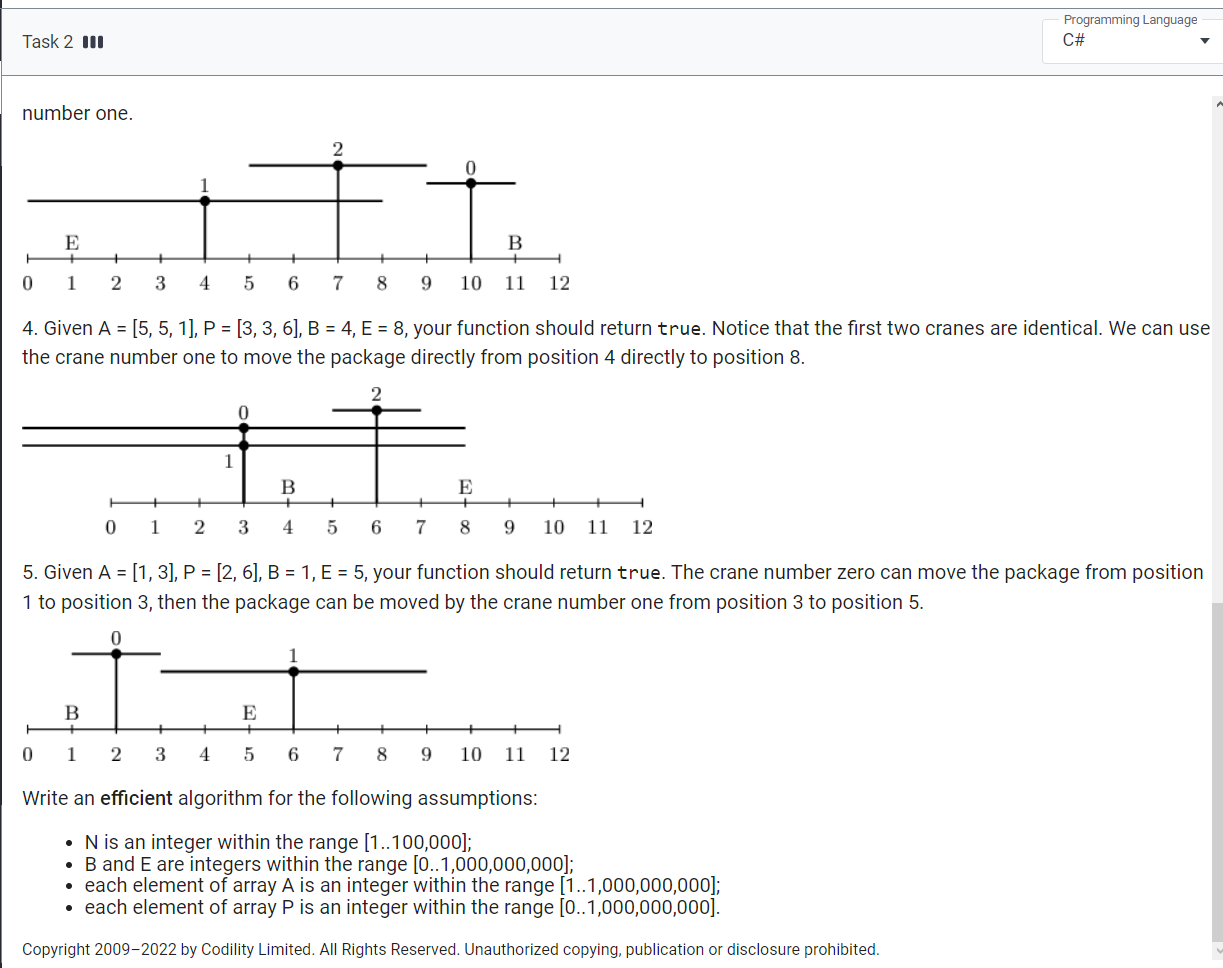 Programming Language
Task 2
C#
number one.
2
0
1
E
B
0 1 2 3 4 5 6 7 8 9 10 11 12
4. Given A = [5, 5, 1], P = [3, 3, 6], B = 4, E = 8, your function should return true. Notice that the first two cranes are identical. We can use
the crane number one to move the package directly from position 4 directly to position 8.
2
0
1
B
E
0 1 2 3 4 5 6 7 8 9 10 11 12
5. Given A = [1, 3], P = [2, 6], B = 1, E = 5, your function should return true. The crane number zero can move the package from position
1 to position 3, then the package can be moved by the crane number one from position 3 to position 5.
0
1
B
E
0 1 2 3 4 5 6 7 8 9 10 11 12
Write an efficient algorithm for the following assumptions:
• N is an integer within the range [1..100,000];
• B and E are integers within the range [0..1,000,000,000];
• each element of array A is an integer within the range [1..1,000,000,000];
• each element of array P is an integer within the range [0..1,000,000,000].
Copyright 2009–2022 by Codility Limited. All Rights Reserved. Unauthorized copying, publication or disclosure prohibited.